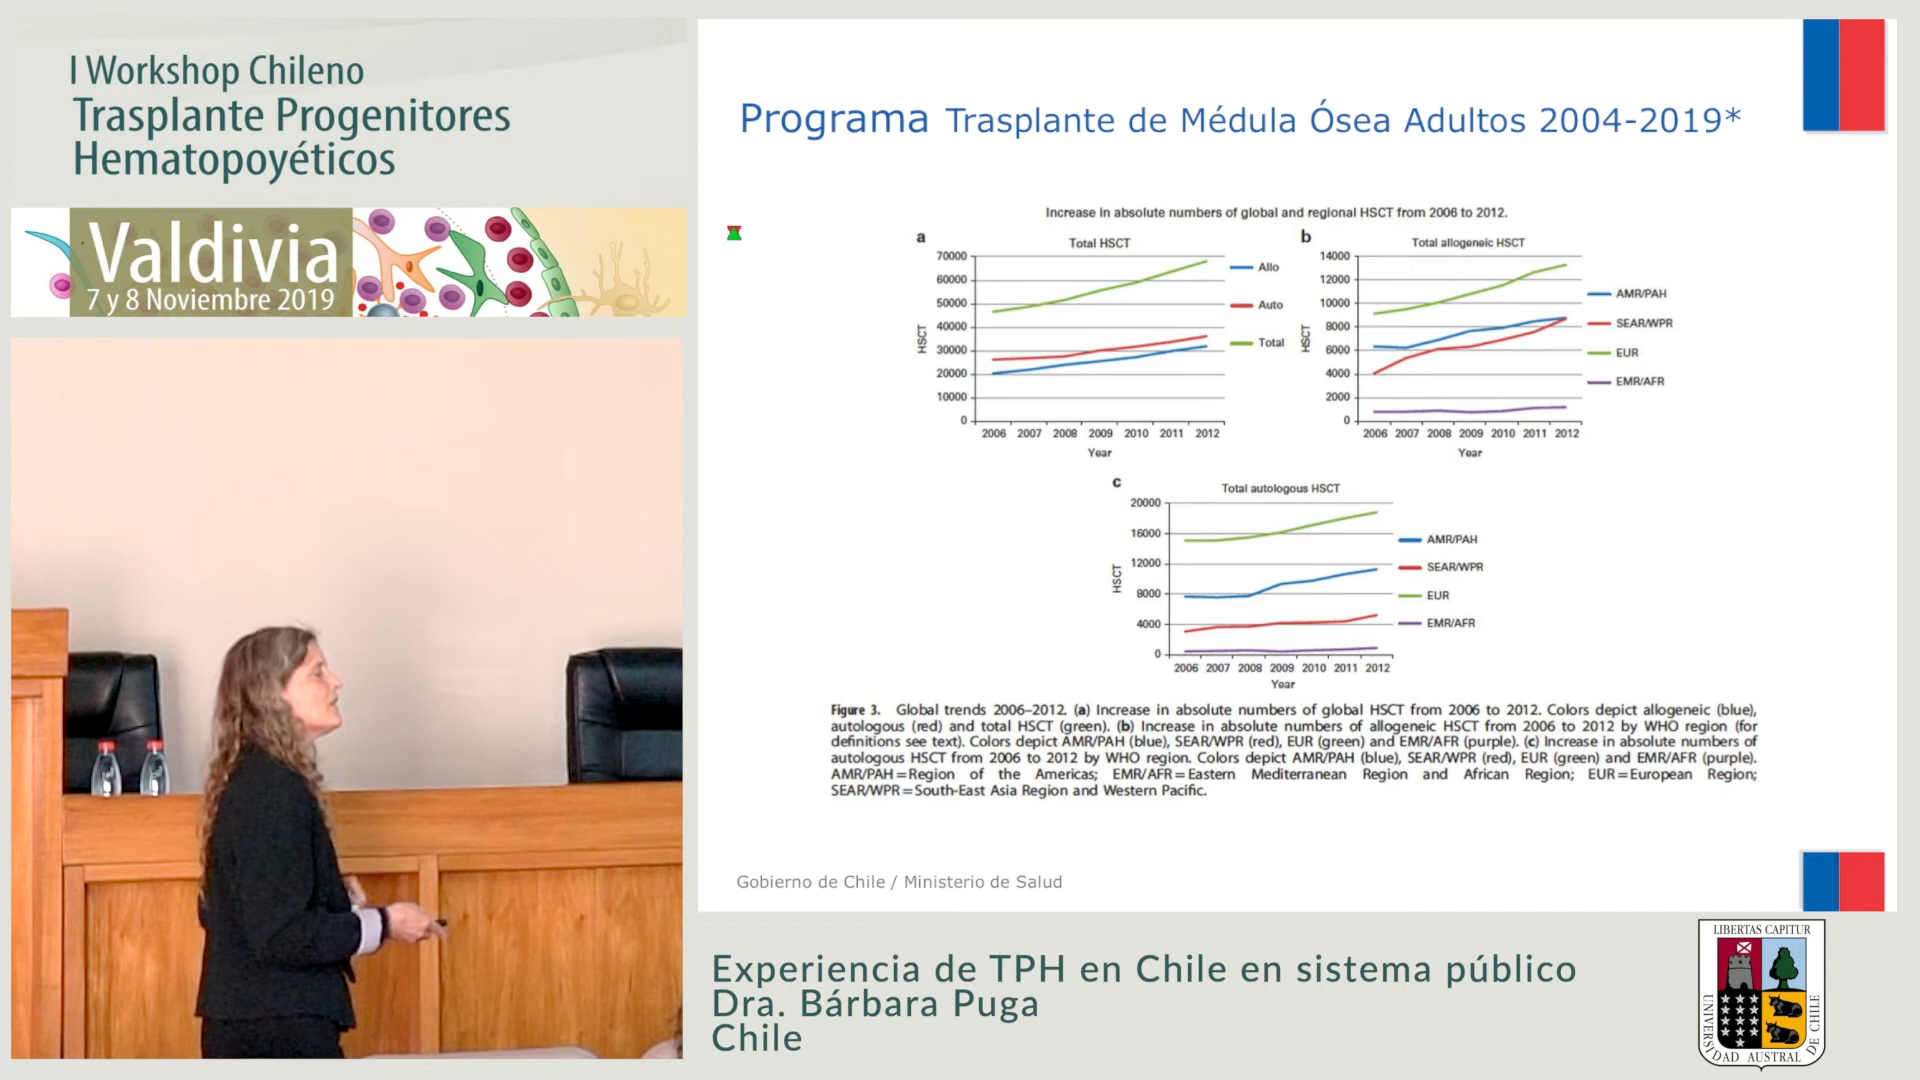 I Workshop Chileno
Trasplante Progenitores
Hematopoyéticos
Valdivia
7 y 8 Noviembre 2019
Programa Trasplante de Médula Ósea Adultos 2004-2019*
Increase in absolute numbers of global and regional HSCT from 2006 to 2012.
a
Total HSCT
70000
60000
50000
40000
30000
20000
10000
0
HSCT
2006 2007 2008 2009 2010 2011 2012
Year
Allo
Auto
Total
b
Total allogeneic HSCT
14000
12000
10000
8000
6000
4000
2000
0
HSCT
2006 2007 2008 2009 2010 2011 2012
Year
AMR/PAH
SEAR/WPR
EUR
EMR/AFR
c
Total autologous HSCT
20000
16000
12000
8000
4000
0
HSCT
2006 2007 2008 2009 2010 2011 2012
Year
AMR/PAH
SEAR/WPR
EUR
EMR/AFR
Figure 3. Global trends 2006–2012. (a) Increase in absolute numbers of global HSCT from 2006 to 2012. Colors depict allogeneic (blue),
autologous (red) and total HSCT (green). (b) Increase in absolute numbers of allogeneic HSCT from 2006 to 2012 by WHO region (for
definitions see text). Colors depict AMR/PAH (blue), SEAR/WPR (red), EUR (green) and EMR/AFR (purple). (c) Increase in absolute numbers of
autologous HSCT from 2006 to 2012 by WHO region. Colors depict AMR/PAH (blue), SEAR/WPR (red), EUR (green) and EMR/AFR (purple).
AMR/PAH=Region of the Americas; EMR/AFR=Eastern Mediterranean Region and African Region; EUR=European Region;
SEAR/WPR=South-East Asia Region and Western Pacific.
Gobierno de Chile / Ministerio de Salud
Experiencia de TPH en Chile en sistema público
Dra. Bárbara Puga
Chile
LIBERTAS CAPITUR
UNIVERSIDAD AUSTRAL DE CHILE